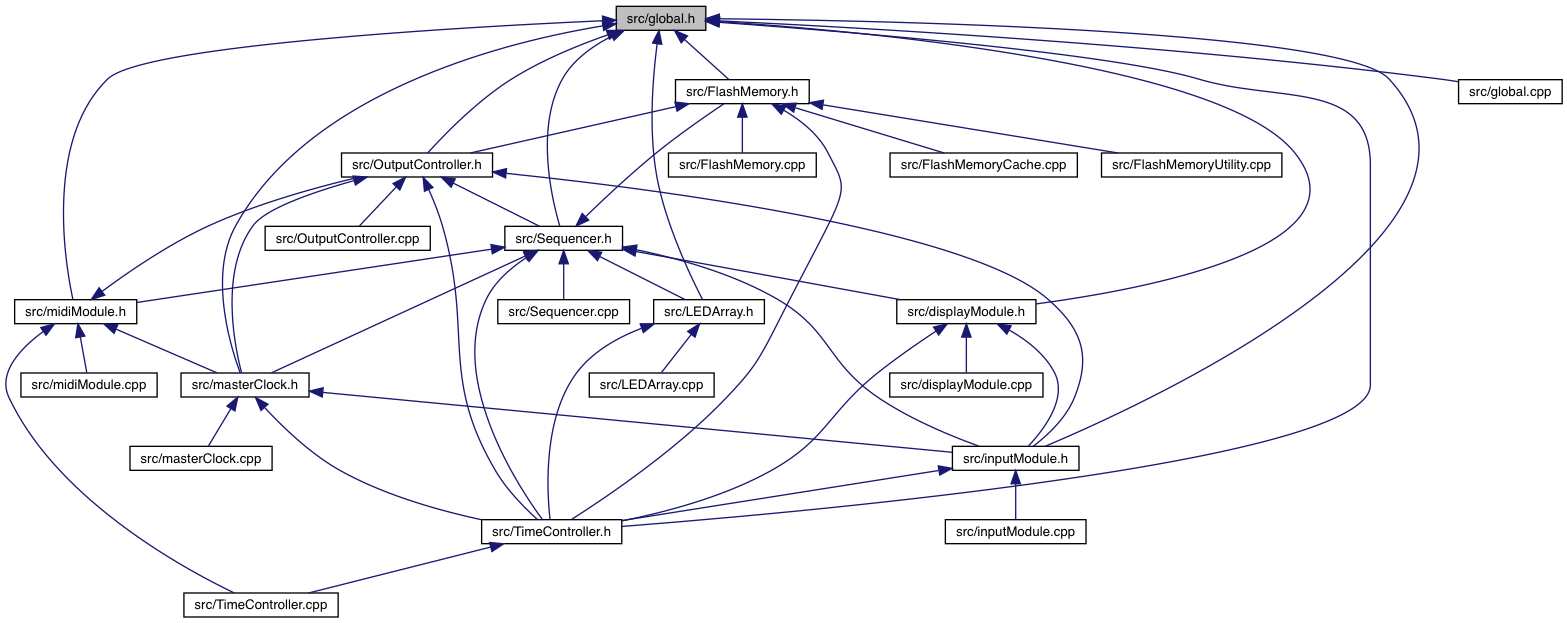 src/global.h
src/FlashMemory.h
src/global.cpp
src/OutputController.h
src/FlashMemory.cpp
src/FlashMemoryCache.cpp
src/FlashMemoryUtility.cpp
src/OutputController.cpp
src/Sequencer.h
src/midiModule.h
src/Sequencer.cpp
src/LEDArray.h
src/displayModule.h
src/midiModule.cpp
src/masterClock.h
src/LEDArray.cpp
src/displayModule.cpp
src/masterClock.cpp
src/inputModule.h
src/TimeController.h
src/inputModule.cpp
src/TimeController.cpp